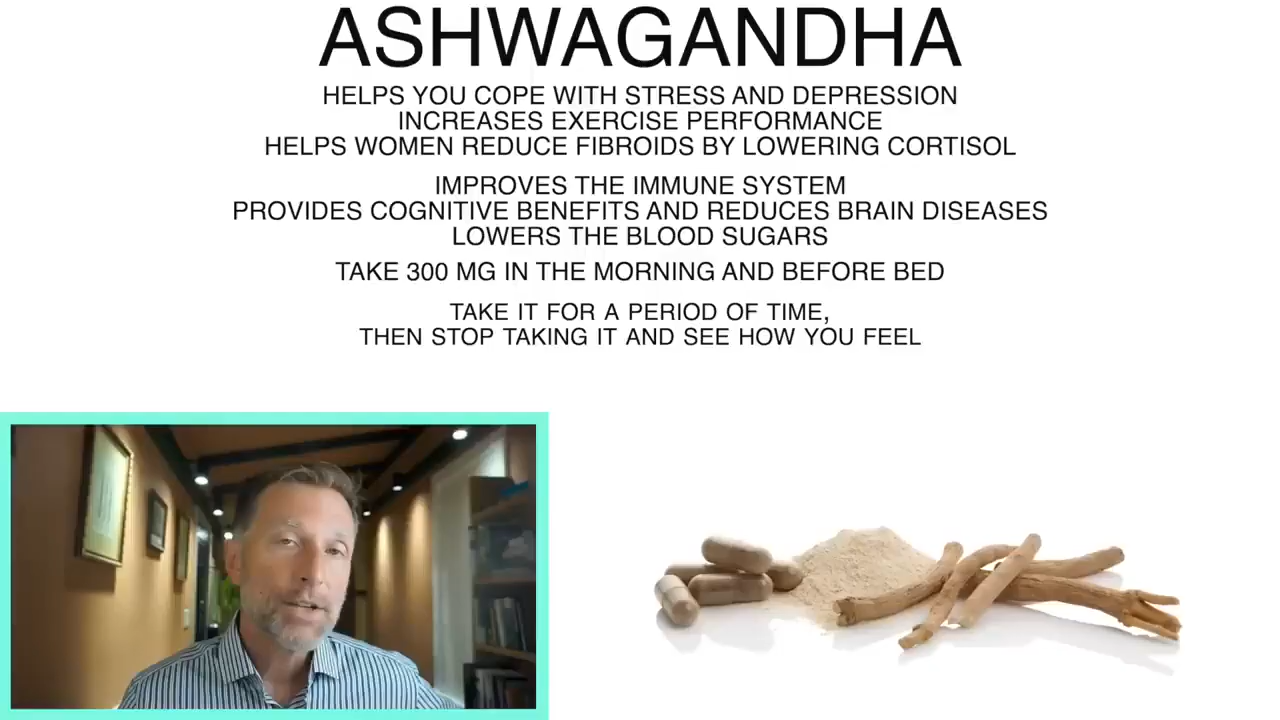 ASHWAGANDHA
HELPS YOU COPE WITH STRESS AND DEPRESSION
INCREASES EXERCISE PERFORMANCE
HELPS WOMEN REDUCE FIBROIDS BY LOWERING CORTISOL
IMPROVES THE IMMUNE SYSTEM
PROVIDES COGNITIVE BENEFITS AND REDUCES BRAIN DISEASES
LOWERS THE BLOOD SUGARS
TAKE 300 MG IN THE MORNING AND BEFORE BED
TAKE IT FOR A PERIOD OF TIME,
THEN STOP TAKING IT AND SEE HOW YOU FEEL